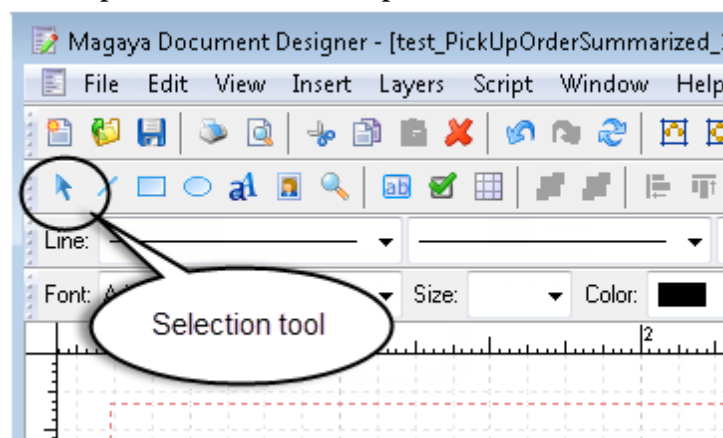 Magaya Document Designer - [test_PickUpOrderSummarized_
File Edit View Insert Layers Script Window Help
a
ab
Line:
Font: Size: Color:
Selection tool
2